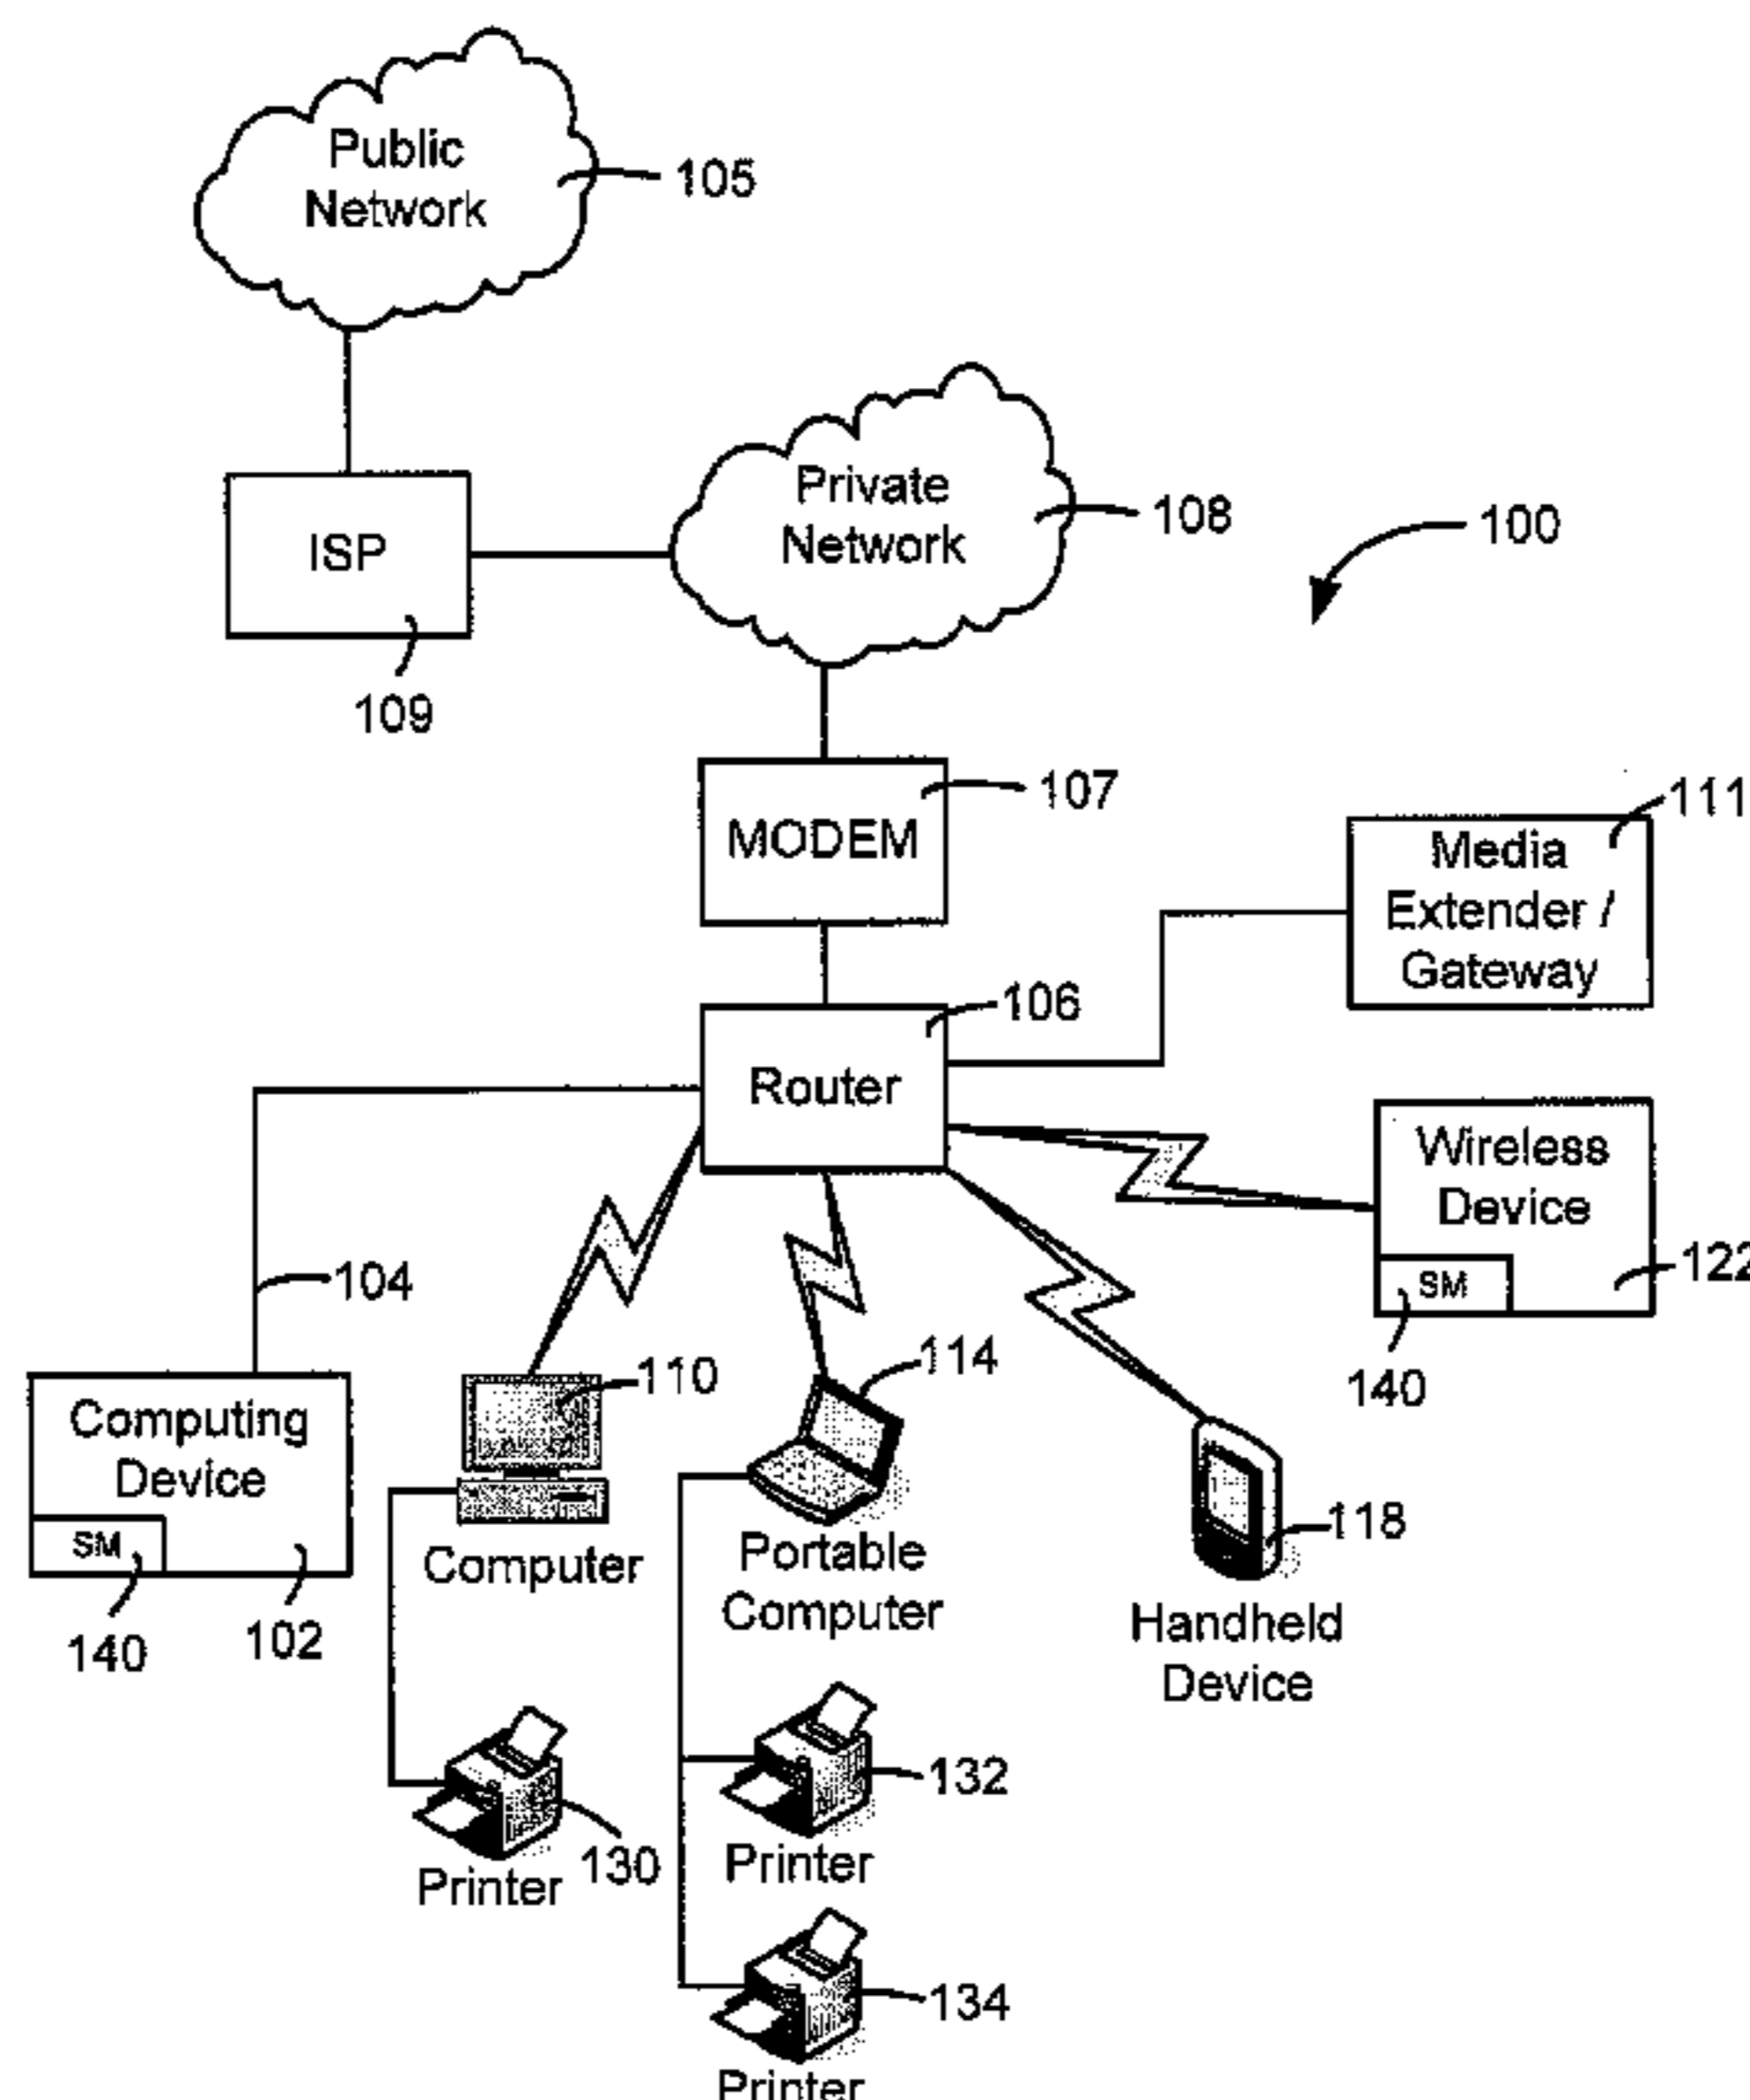 Public
Network
105
Private
Network
108
100
ISP
109
107
MODEM
111
Media
Extender /
Gateway
106
Router
Wireless
Device
SM
122
140
104
110
114
Computing
Device
SM
140
102
Computer
Portable
Computer
118
Handheld
Device
130
Printer
132
Printer
134
Printer